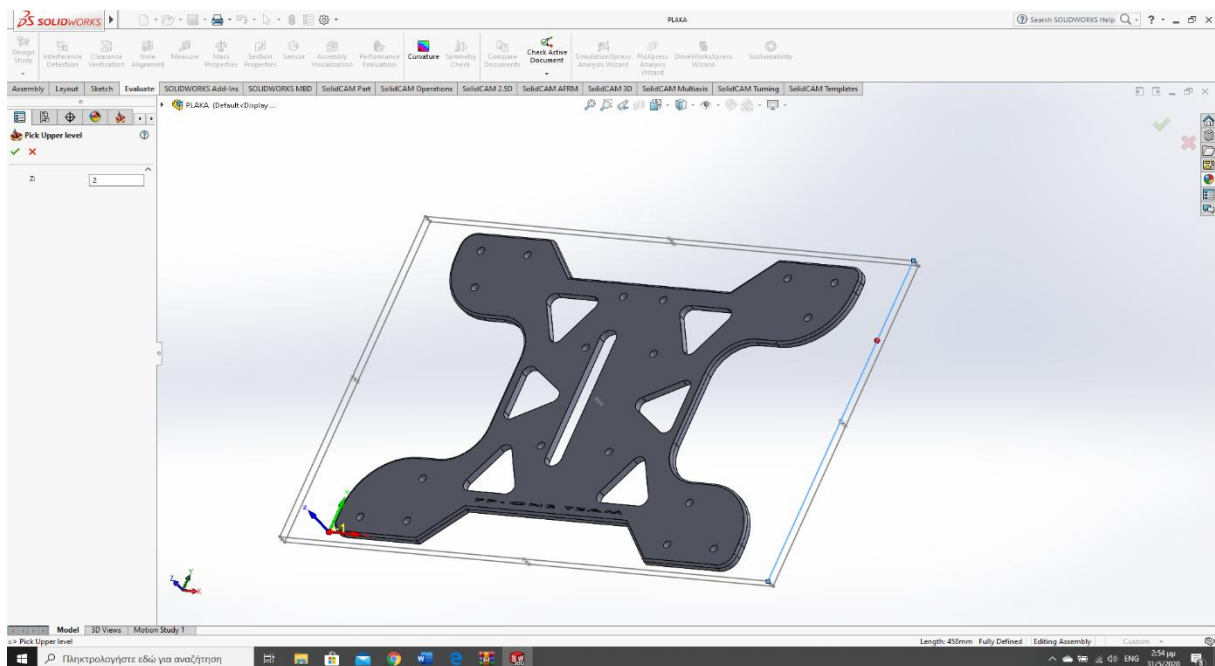 SOLIDWORKS
PLAKA
Search SOLIDWORKS Help
Design Study
Interference Detection
Clearance Verification
Hole Alignment
Measure
Mass Properties
Section Properties
Sensor
Assembly Visualization
Performance Evaluation
Curvature
Symmetry Check
Compare Documents
Check Active Document
SimulationXpress Analysis Wizard
FloXpress Analysis Wizard
DriveWorksXpress Wizard
Sustainability
Assembly Layout Sketch Evaluate SOLIDWORKS Add-Ins SOLIDWORKS MBD SolidCAM Part SolidCAM Operations SolidCAM 2.5D SolidCAM AFRM SolidCAM 3D SolidCAM Multiaxis SolidCAM Turning SolidCAM Templates
PLAKA (Default<Display ...
Pick Upper level
2
TEAM
Z
1
Z Y X
Model 3D Views Motion Study 1
Pick Upper level
Length: 458mm Fully Defined Editing Assembly Custom
Πληκτρολογήστε εδώ για αναζήτηση
ENG
2:54 μμ
31/5/2020